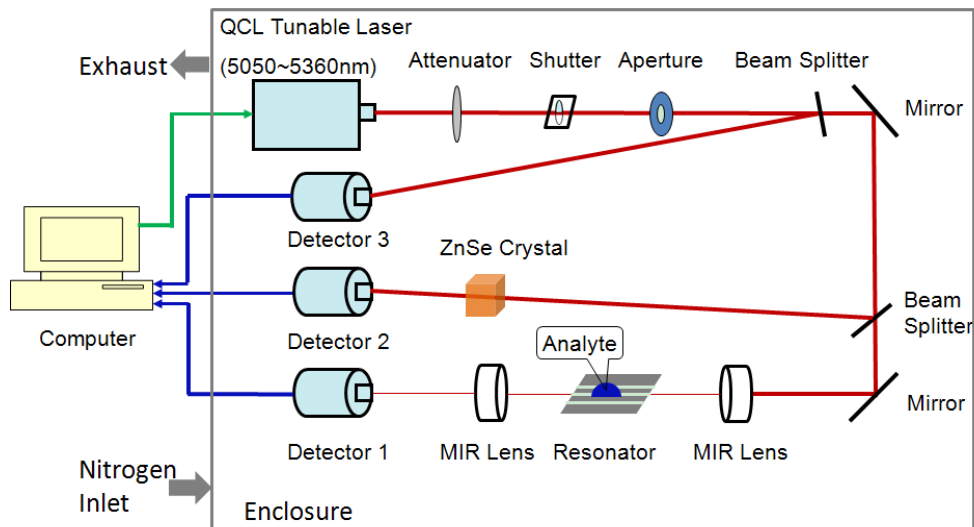 QCL Tunable Laser
(5050~5360nm)
Exhaust
Attenuator
Shutter
Aperture
Beam Splitter
Mirror
Detector 3
ZnSe Crystal
Computer
Detector 2
Beam
Splitter
Analyte
Mirror
Detector 1
MIR Lens
Resonator
MIR Lens
Nitrogen
Inlet
Enclosure